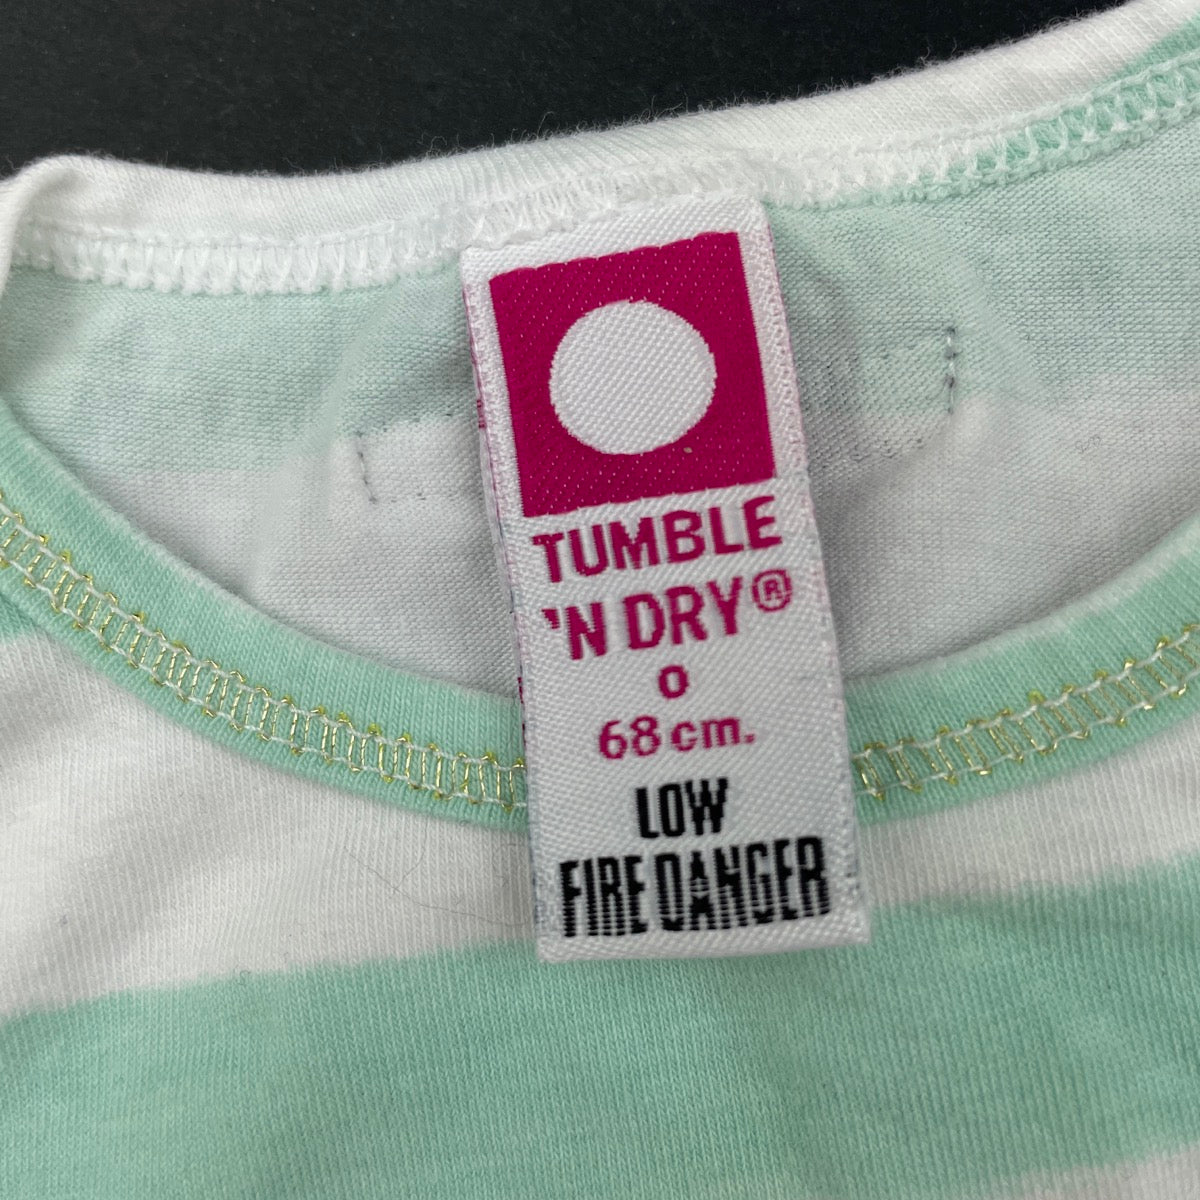 TUMBLE
'N DRY®
0
68 cm.
LOW
FIRE DANGER